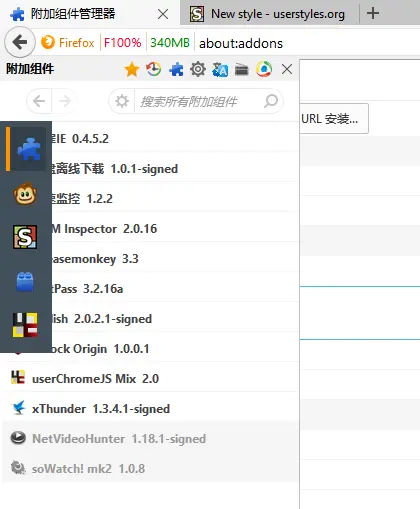 附加组件管理器
New style - userstyles.org
Firefox F100% 340MB about:addons
附加组件
搜索所有附加组件
URL 安装...
IE 0.4.5.2
离线下载 1.0.1-signed
监控 1.2.2
M Inspector 2.0.16
easemonkey 3.3
tPass 3.2.16a
lish 2.0.2.1-signed
lock Origin 1.0.0.1
userChromeJS Mix 2.0
xThunder 1.3.4.1-signed
NetVideoHunter 1.18.1-signed
soWatch! mk2 1.0.8